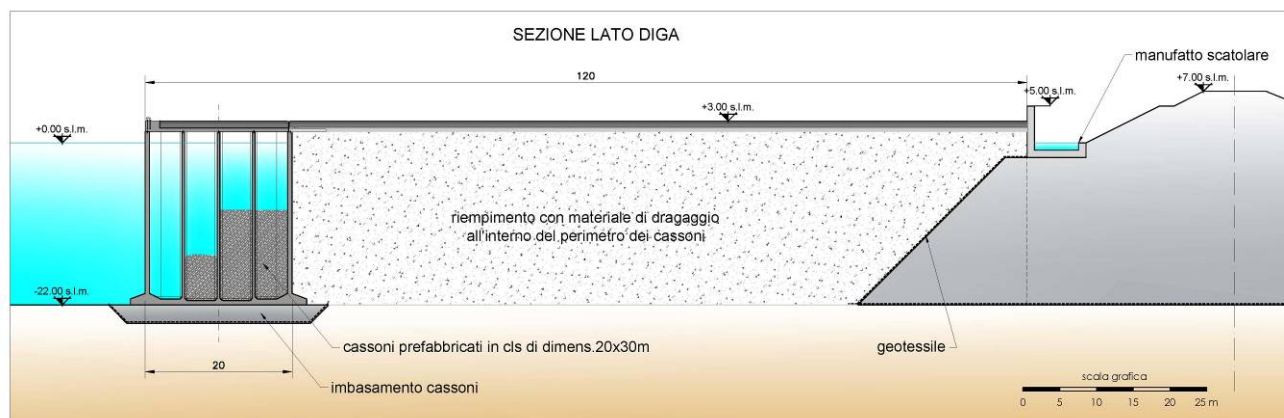 SEZIONE LATO DIGA
manufatto scatolare
120
+7.00 s.l.m.
+5.00 s.l.m.
+3.00 s.l.m.
+0.00 s.l.m.
riempimento con materiale di dragaggio
all'interno del perimetro dei cassoni
-22.00 s.l.m.
cassoni prefabbricati in cls di dimens.20x30m
geotessile
20
imbasamento cassoni
scala grafica
0 5 10 15 20 25 m